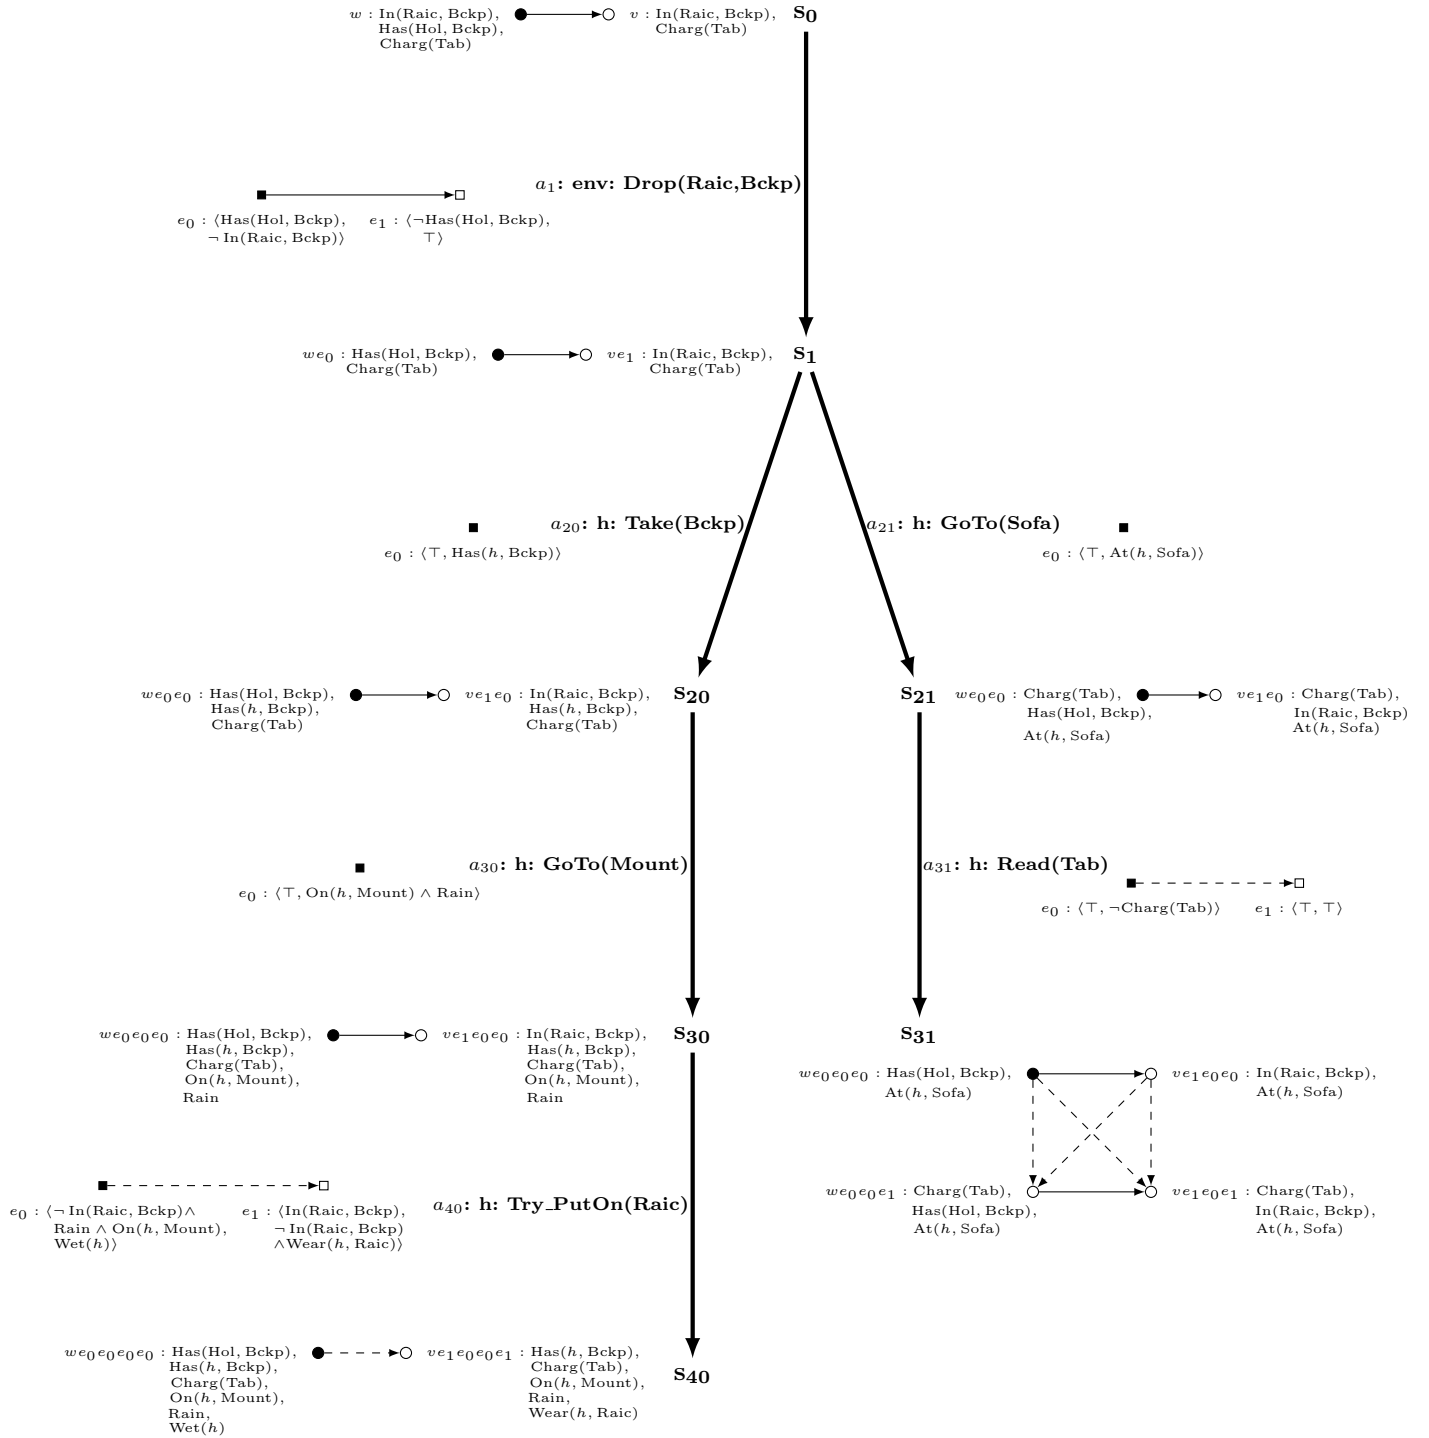 w : In(Raic, Bckp),
Has(Hol, Bckp),
Charg(Tab)
v : In(Raic, Bckp),
Charg(Tab)
s₀
a₁: env: Drop(Raic,Bckp)
e₀ : ⟨Has(Hol, Bckp),
¬ In(Raic, Bckp)⟩
e₁ : ⟨¬Has(Hol, Bckp),
⊤⟩
we₀ : Has(Hol, Bckp),
Charg(Tab)
ve₁ : In(Raic, Bckp),
Charg(Tab)
s₁
a₂₀: h: Take(Bckp)
e₀ : ⟨⊤, Has(h, Bckp)⟩
a₂₁: h: GoTo(Sofa)
e₀ : ⟨⊤, At(h, Sofa)⟩
we₀e₀ : Has(Hol, Bckp),
Has(h, Bckp),
Charg(Tab)
ve₁e₀ : In(Raic, Bckp),
Has(h, Bckp),
Charg(Tab)
s₂₀
s₂₁
we₀e₀ : Charg(Tab),
Has(Hol, Bckp),
At(h, Sofa)
ve₁e₀ : Charg(Tab),
In(Raic, Bckp)
At(h, Sofa)
a₃₀: h: GoTo(Mount)
e₀ : ⟨⊤, On(h, Mount) ∧ Rain⟩
a₃₁: h: Read(Tab)
e₀ : ⟨⊤, ¬Charg(Tab)⟩
e₁ : ⟨⊤, ⊤⟩
we₀e₀e₀ : Has(Hol, Bckp),
Has(h, Bckp),
Charg(Tab),
On(h, Mount),
Rain
ve₁e₀e₀ : In(Raic, Bckp),
Has(h, Bckp),
Charg(Tab),
On(h, Mount),
Rain
s₃₀
s₃₁
we₀e₀e₀ : Has(Hol, Bckp),
At(h, Sofa)
ve₁e₀e₀ : In(Raic, Bckp),
At(h, Sofa)
we₀e₀e₁ : Charg(Tab),
Has(Hol, Bckp),
At(h, Sofa)
ve₁e₀e₁ : Charg(Tab),
In(Raic, Bckp),
At(h, Sofa)
a₄₀: h: Try_PutOn(Raic)
e₀ : ⟨¬ In(Raic, Bckp)∧
Rain ∧ On(h, Mount),
Wet(h)⟩
e₁ : ⟨In(Raic, Bckp),
¬ In(Raic, Bckp)
∧Wear(h, Raic)⟩
we₀e₀e₀e₀ : Has(Hol, Bckp),
Has(h, Bckp),
Charg(Tab),
On(h, Mount),
Rain,
Wet(h)
ve₁e₀e₀e₁ : Has(h, Bckp),
Charg(Tab),
On(h, Mount),
Rain,
Wear(h, Raic)
s₄₀